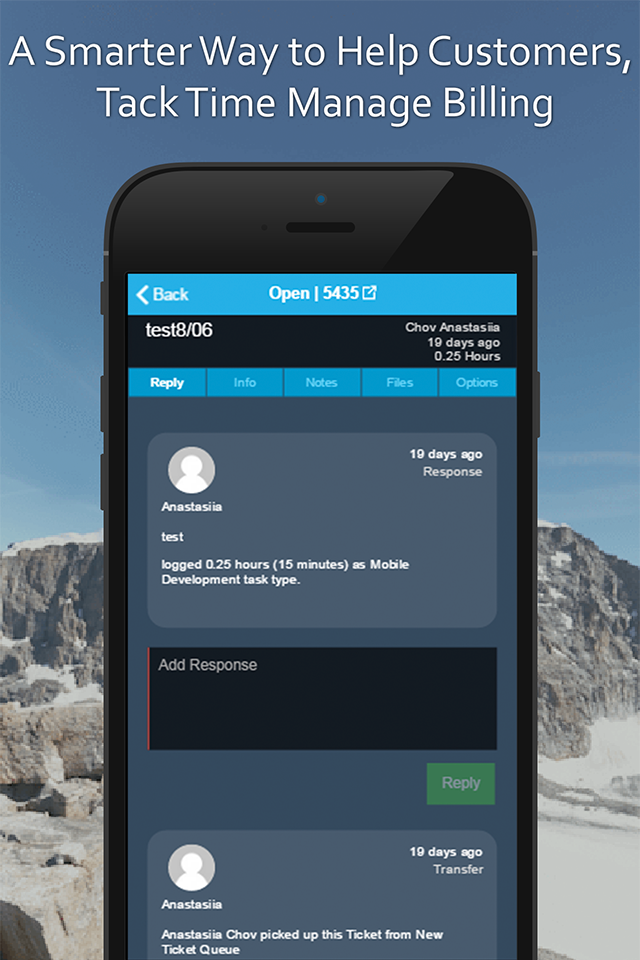 A Smarter Way to Help Customers,
Tack Time Manage Billing
Back
Open | 5435
test8/06
Chov Anastasiia
19 days ago
0.25 Hours
Reply
Info
Notes
Files
Options
19 days ago
Response
Anastasiia
test
logged 0.25 hours (15 minutes) as Mobile
Development task type.
Add Response
Reply
19 days ago
Transfer
Anastasiia
Anastasiia Chov picked up this Ticket from New
Ticket Queue